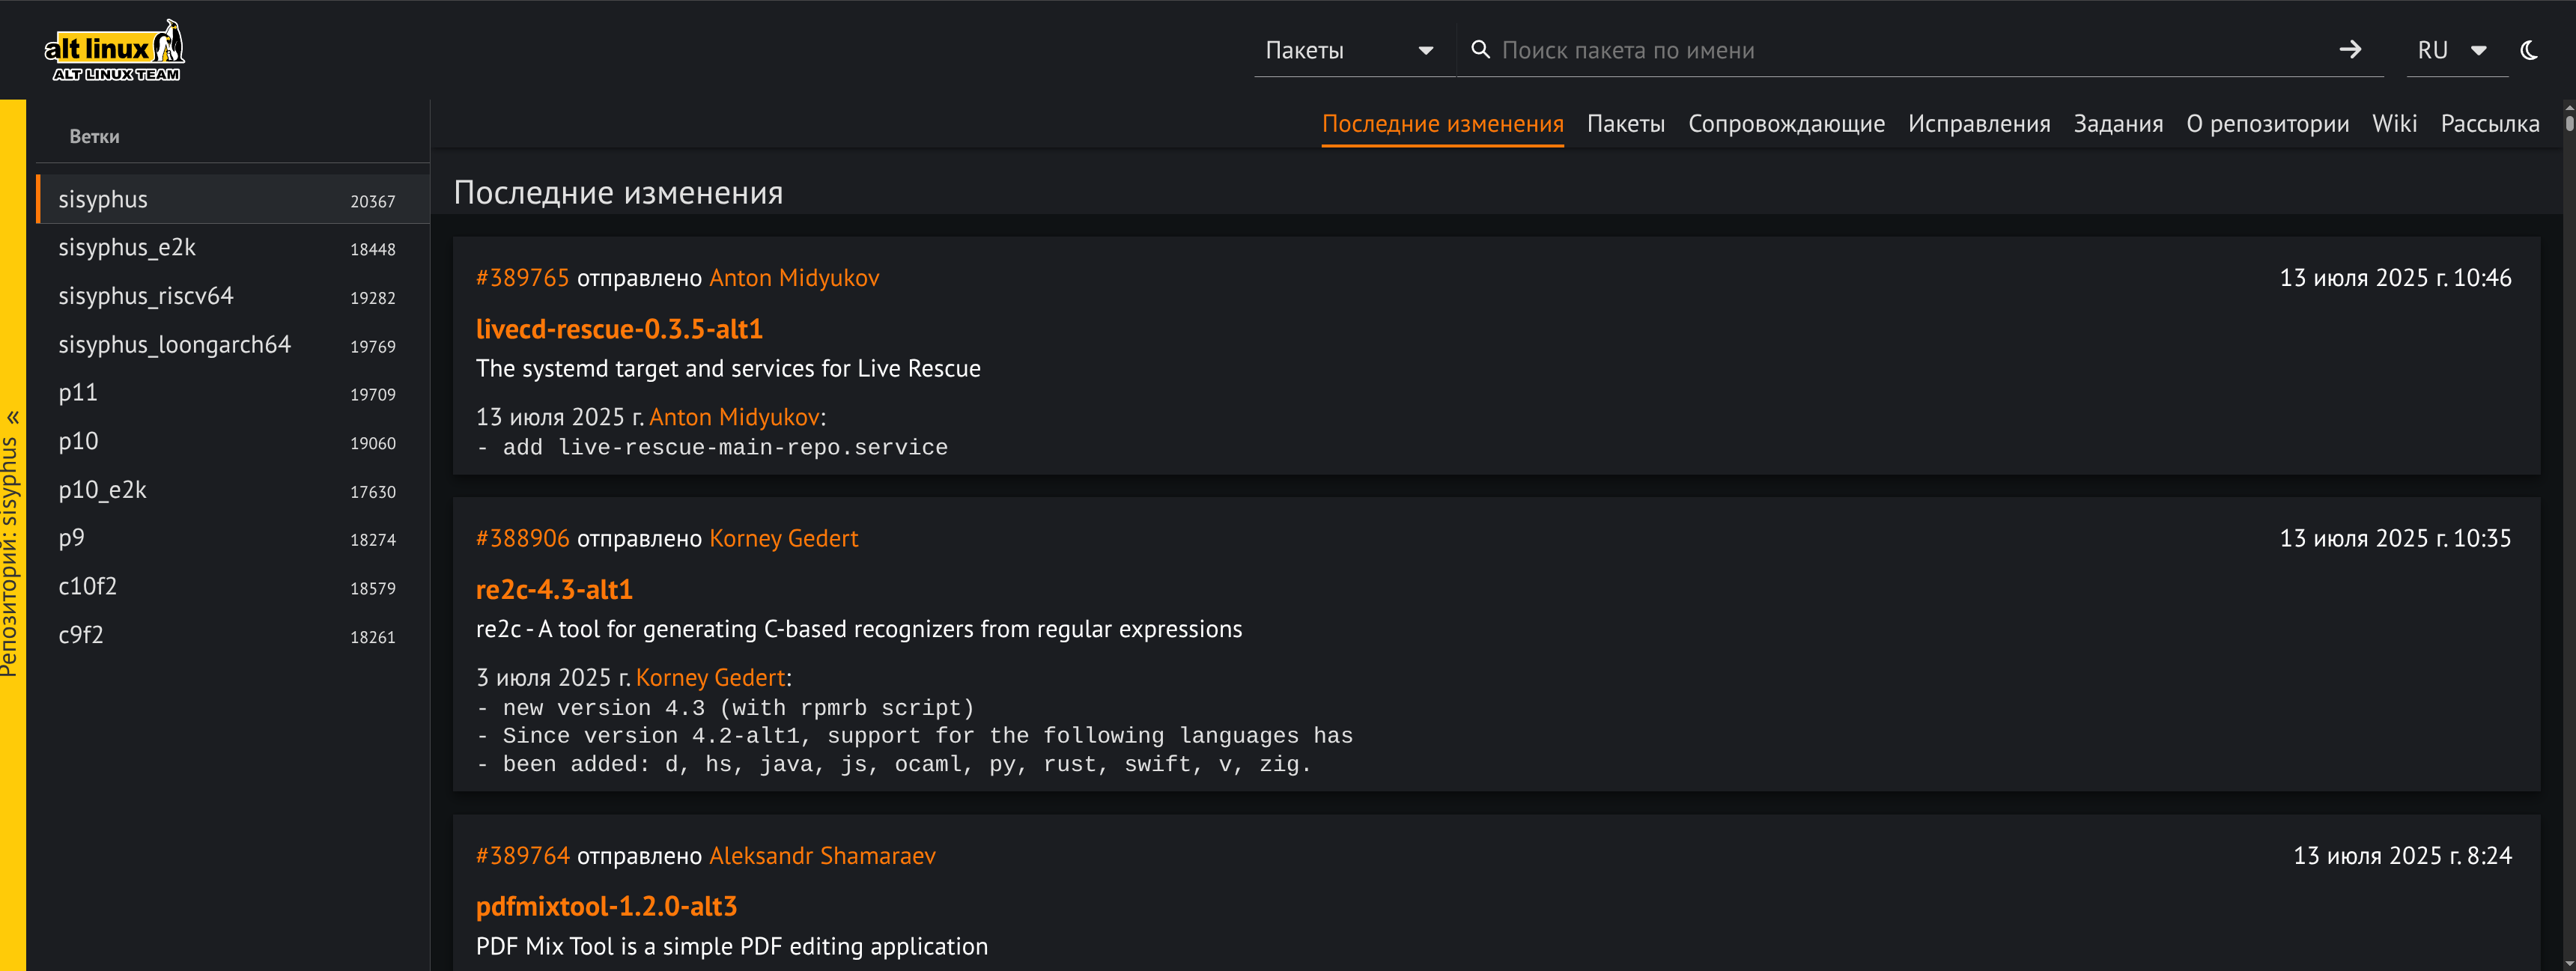 alt linux
ALT LINUX TEAM
Пакеты
Поиск пакета по имени
RU
Репозиторий: sisyphus «
Ветки
sisyphus 20367
sisyphus_e2k 18448
sisyphus_riscv64 19282
sisyphus_loongarch64 19769
p11 19709
p10 19060
p10_e2k 17630
p9 18274
c10f2 18579
c9f2 18261
Последние изменения Пакеты Сопровождающие Исправления Задания О репозитории Wiki Рассылка
Последние изменения
#389765 отправлено Anton Midyukov 13 июля 2025 г. 10:46
livecd-rescue-0.3.5-alt1
The systemd target and services for Live Rescue
13 июля 2025 г. Anton Midyukov:
- add live-rescue-main-repo.service
#388906 отправлено Korney Gedert 13 июля 2025 г. 10:35
re2c-4.3-alt1
re2c - A tool for generating C-based recognizers from regular expressions
3 июля 2025 г. Korney Gedert:
- new version 4.3 (with rpmrb script)
- Since version 4.2-alt1, support for the following languages has
- been added: d, hs, java, js, ocaml, py, rust, swift, v, zig.
#389764 отправлено Aleksandr Shamaraev 13 июля 2025 г. 8:24
pdfmixtool-1.2.0-alt3
PDF Mix Tool is a simple PDF editing application